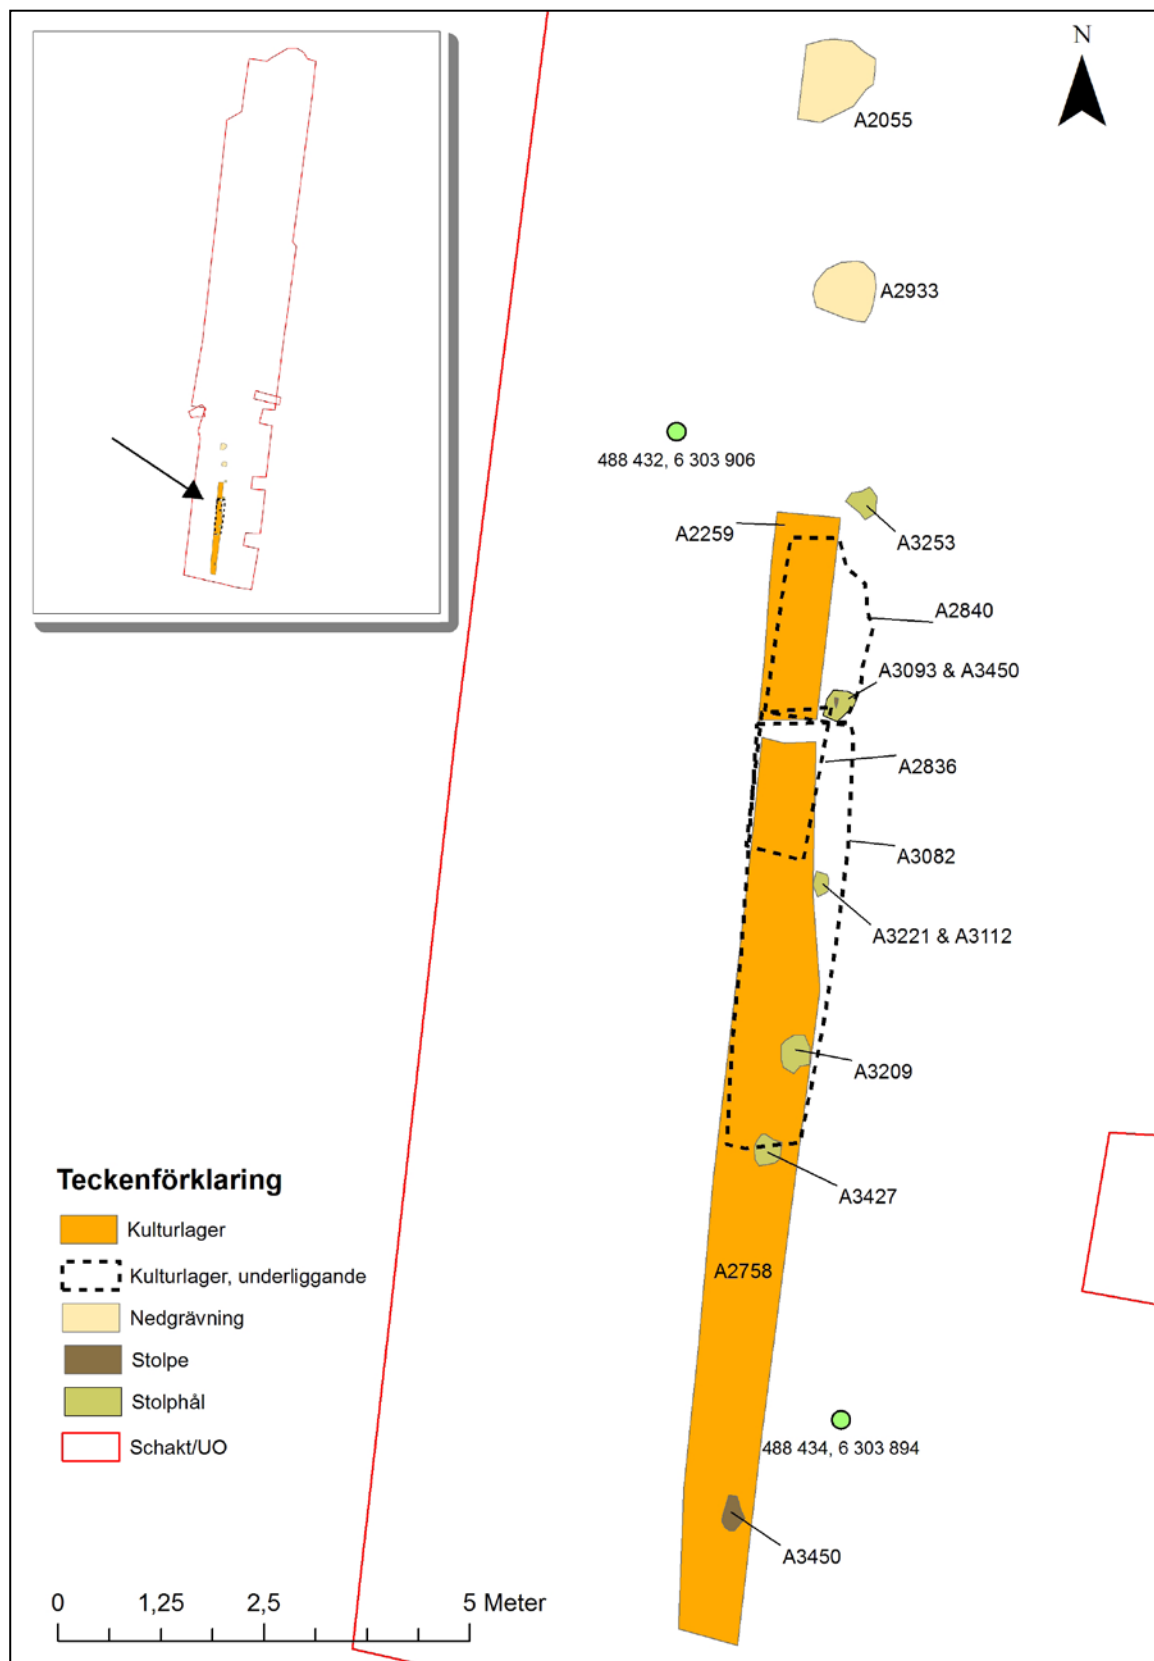 N
A2055
A2933
488 432, 6 303 906
A2259
A3253
A2840
A3093 & A3450
A2836
A3082
A3221 & A3112
A3209
A3427
A2758
488 434, 6 303 894
A3450
Teckenförklaring
Kulturlager
Kulturlager, underliggande
Nedgrävning
Stolpe
Stolphål
Schakt/UO
0 1,25 2,5 5 Meter